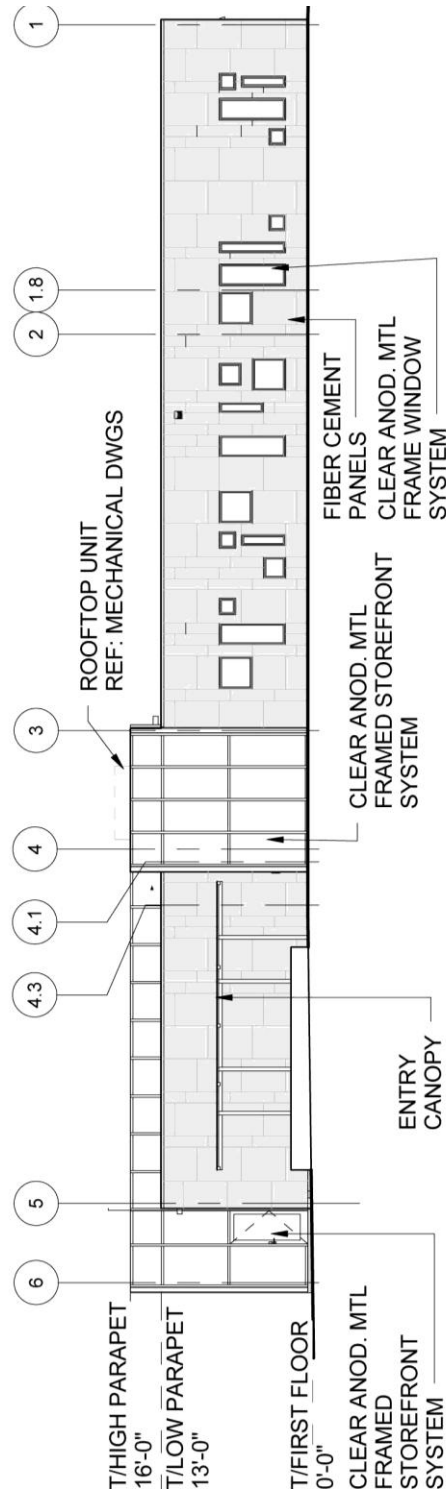 6
5
4.3
4.1
4
3
2
1.8
1
ROOFTOP UNIT
REF: MECHANICAL DWGS
T/HIGH PARAPET
16'-0"
T/LOW PARAPET
13'-0"
T/FIRST FLOOR
0'-0"
CLEAR ANOD. MTL
FRAMED
STOREFRONT
SYSTEM
ENTRY
CANOPY
CLEAR ANOD. MTL
FRAMED STOREFRONT
SYSTEM
FIBER CEMENT
PANELS
CLEAR ANOD. MTL
FRAME WINDOW
SYSTEM